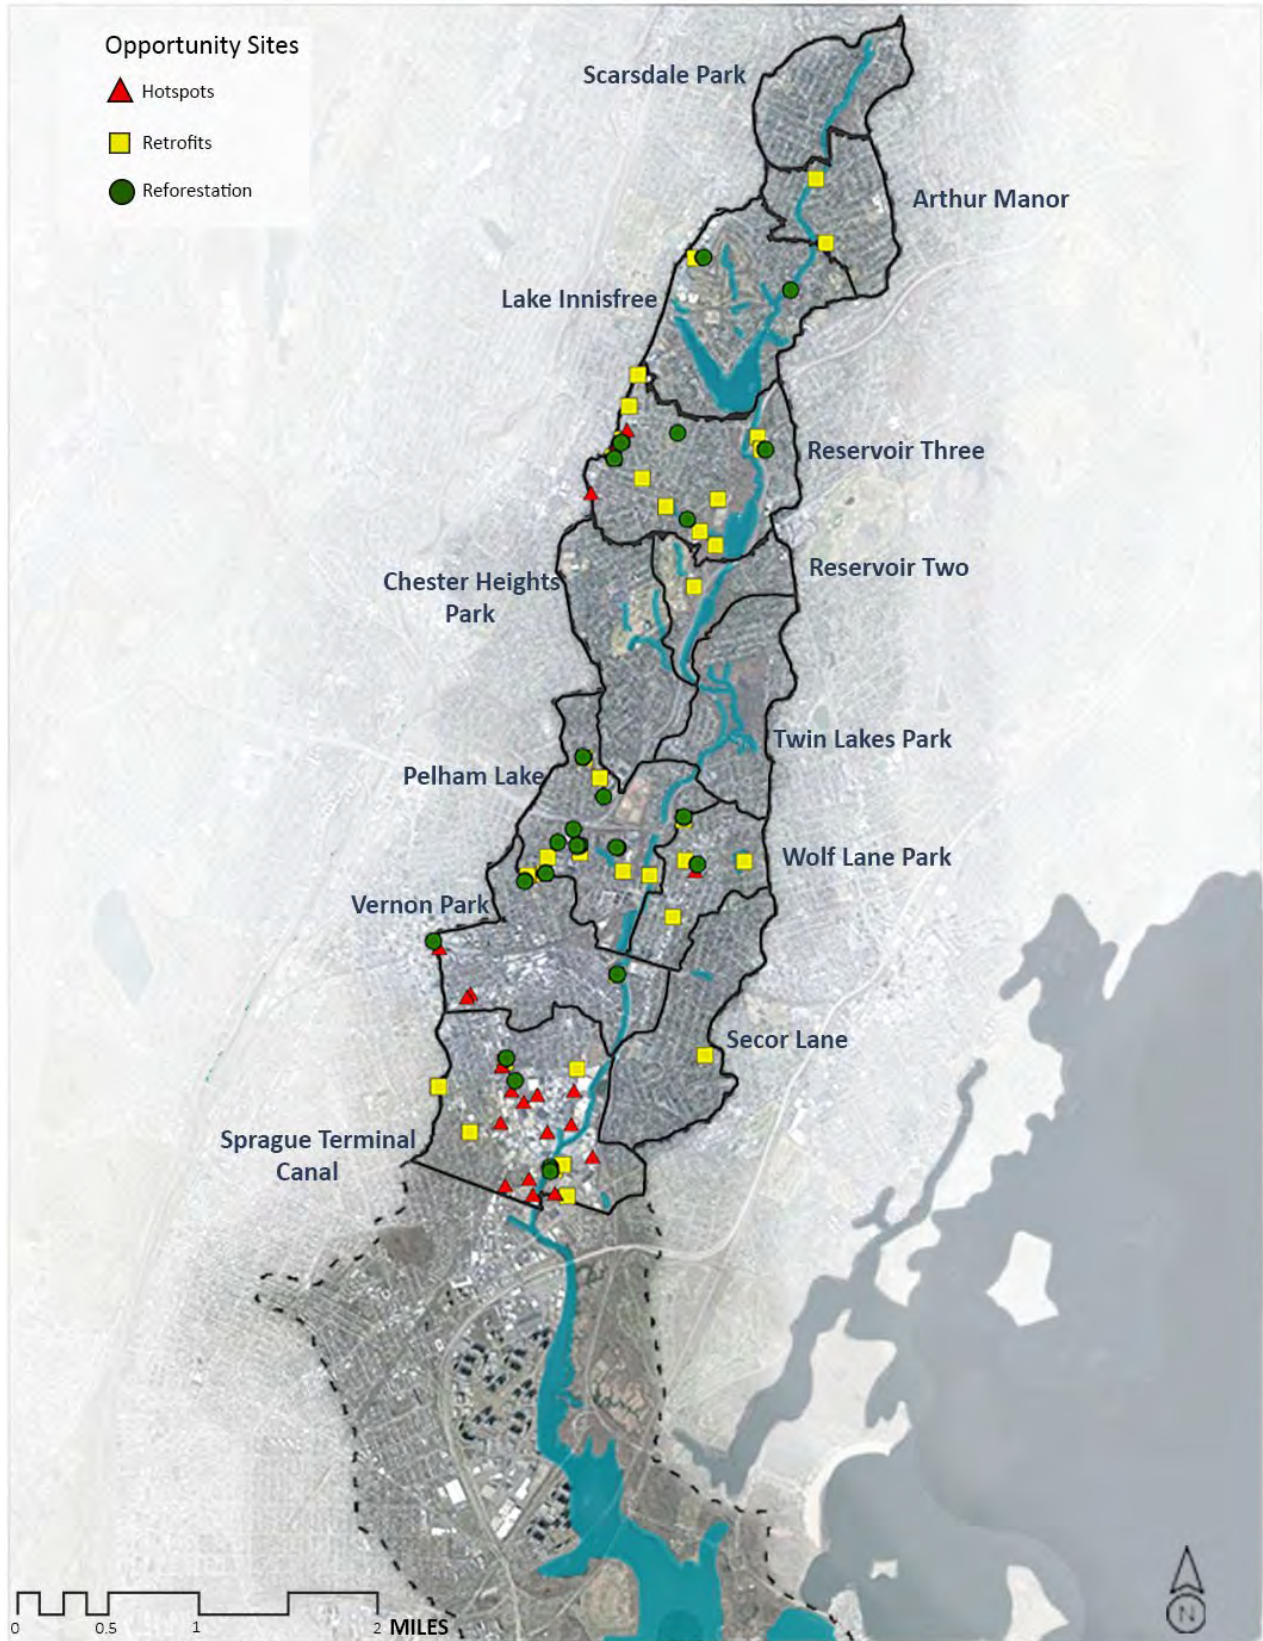 Opportunity Sites
Hotspots
Retrofits
Reforestation
Scarsdale Park
Arthur Manor
Lake Innisfree
Reservoir Three
Reservoir Two
Chester Heights
Park
Twin Lakes Park
Pelham Lake
Wolf Lane Park
Vernon Park
Secor Lane
Sprague Terminal
Canal
0 0.5 1 2 MILES
N